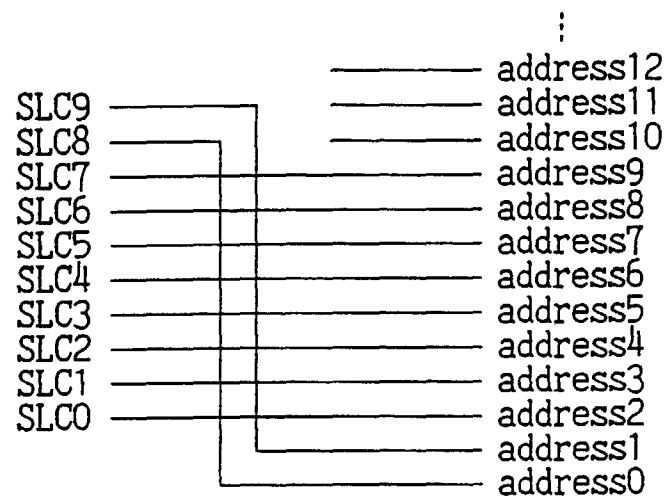 address12
SLC9 address11
SLC8 address10
SLC7 address9
SLC6 address8
SLC5 address7
SLC4 address6
SLC3 address5
SLC2 address4
SLC1 address3
SLC0 address2
address1
address0